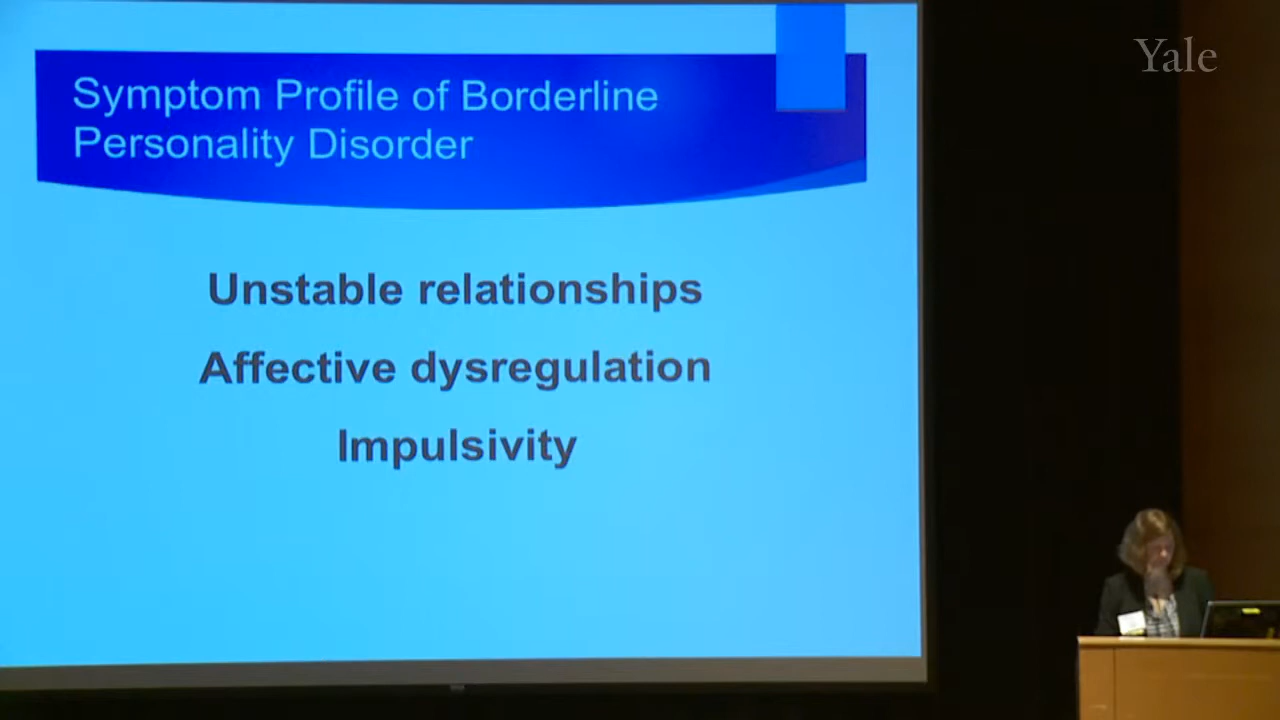 Yale
Symptom Profile of Borderline
Personality Disorder
Unstable relationships
Affective dysregulation
Impulsivity